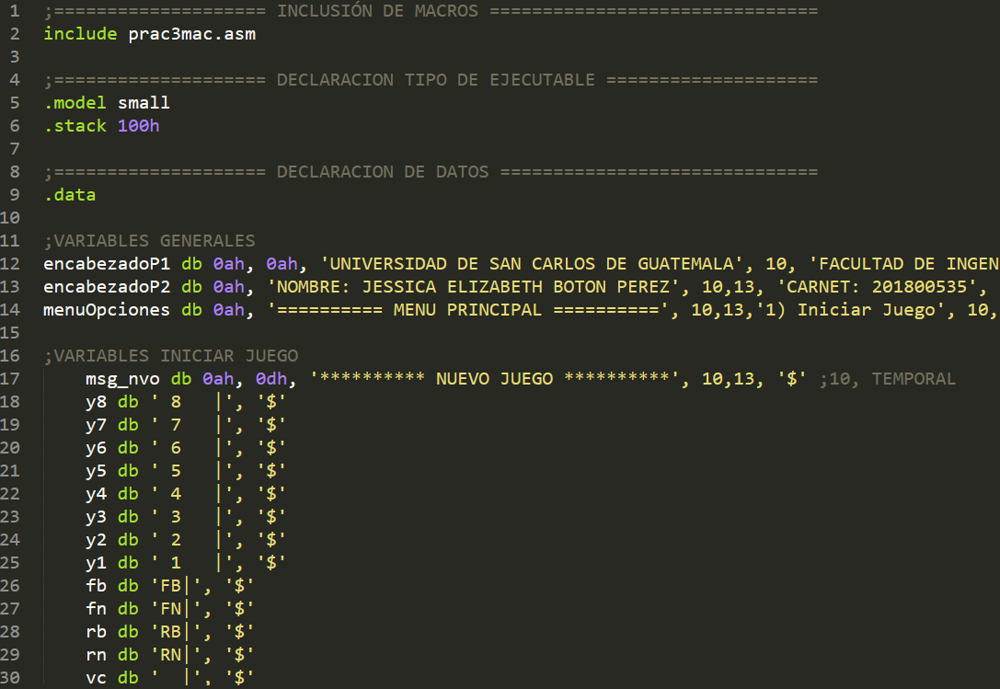 1 ;==================== INCLUSIÓN DE MACROS ===============================
2 include prac3mac.asm
3
4 ;==================== DECLARACION TIPO DE EJECUTABLE ====================
5 .model small
6 .stack 100h
7
8 ;==================== DECLARACION DE DATOS ==============================
9 .data
10
11 ;VARIABLES GENERALES
12 encabezadoP1 db 0ah, 0ah, 'UNIVERSIDAD DE SAN CARLOS DE GUATEMALA', 10, 'FACULTAD DE INGEN
13 encabezadoP2 db 0ah, 'NOMBRE: JESSICA ELIZABETH BOTON PEREZ', 10,13, 'CARNET: 201800535',
14 menuOpciones db 0ah, '========== MENU PRINCIPAL ==========', 10,13,'1) Iniciar Juego', 10,
15
16 ;VARIABLES INICIAR JUEGO
17     msg_nvo db 0ah, 0dh, '********** NUEVO JUEGO **********', 10,13, '$' ;10, TEMPORAL
18     y8 db ' 8   |', '$'
19     y7 db ' 7   |', '$'
20     y6 db ' 6   |', '$'
21     y5 db ' 5   |', '$'
22     y4 db ' 4   |', '$'
23     y3 db ' 3   |', '$'
24     y2 db ' 2   |', '$'
25     y1 db ' 1   |', '$'
26     fb db 'FB|', '$'
27     fn db 'FN|', '$'
28     rb db 'RB|', '$'
29     rn db 'RN|', '$'
30     vc db '  |', '$'